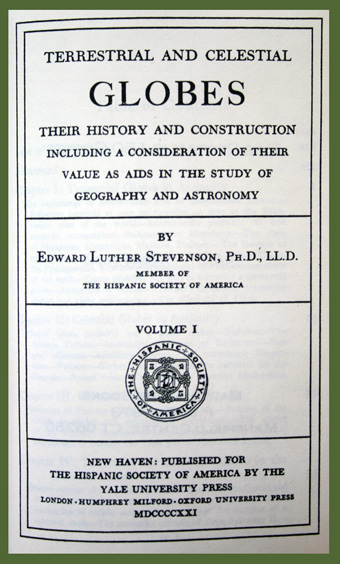 TERRESTRIAL AND CELESTIAL
GLOBES
THEIR HISTORY AND CONSTRUCTION
INCLUDING A CONSIDERATION OF THEIR
VALUE AS AIDS IN THE STUDY OF
GEOGRAPHY AND ASTRONOMY
BY
EDWARD LUTHER STEVENSON, PH.D., LL.D.
MEMBER OF
THE HISPANIC SOCIETY OF AMERICA
VOLUME I
THE · HISPANIC · SOCIETY
· OF · AMERICA ·
NEW HAVEN: PUBLISHED FOR
THE HISPANIC SOCIETY OF AMERICA BY THE
YALE UNIVERSITY PRESS
LONDON · HUMPHREY MILFORD · OXFORD UNIVERSITY PRESS
MDCCCCXXI